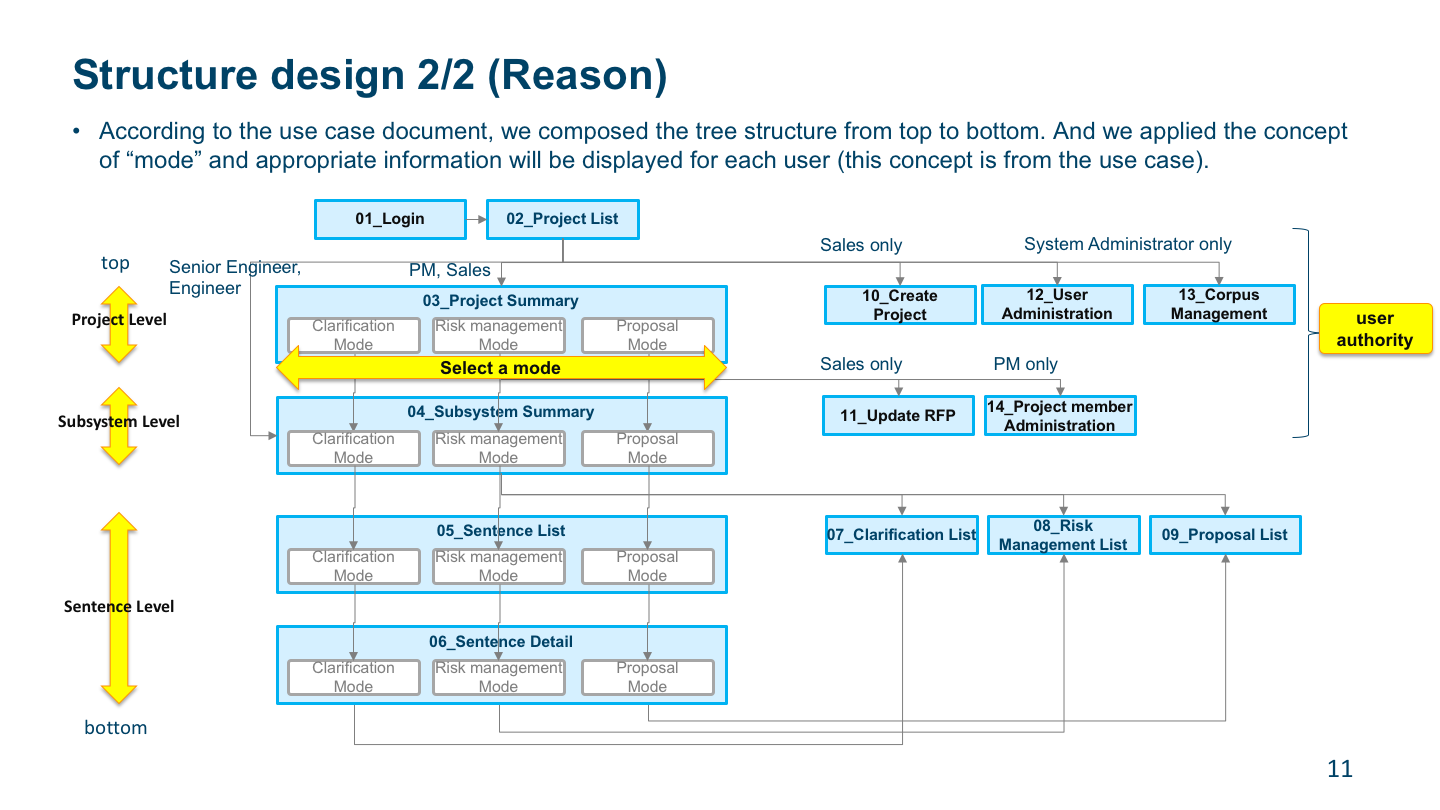 Structure design 2/2 (Reason)
• According to the use case document, we composed the tree structure from top to bottom. And we applied the concept
of “mode” and appropriate information will be displayed for each user (this concept is from the use case).
01_Login
02_Project List
Sales only
System Administrator only
top
Senior Engineer,
Engineer
PM, Sales
03_Project Summary
Clarification
Mode
Risk management
Mode
Proposal
Mode
10_Create
Project
12_User
Administration
13_Corpus
Management
Project Level
user
authority
Select a mode
Sales only
PM only
Subsystem Level
04_Subsystem Summary
Clarification
Mode
Risk management
Mode
Proposal
Mode
11_Update RFP
14_Project member
Administration
05_Sentence List
Clarification
Mode
Risk management
Mode
Proposal
Mode
07_Clarification List
08_Risk
Management List
09_Proposal List
Sentence Level
06_Sentence Detail
Clarification
Mode
Risk management
Mode
Proposal
Mode
bottom
11